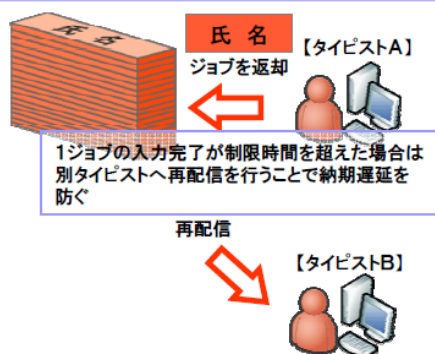 氏 名
氏 名
ジョブを返却
【タイピストA】
1ジョブの入力完了が制限時間を超えた場合は
別タイピストへ再配信を行うことで納期遅延を
防ぐ
再配信
【タイピストB】